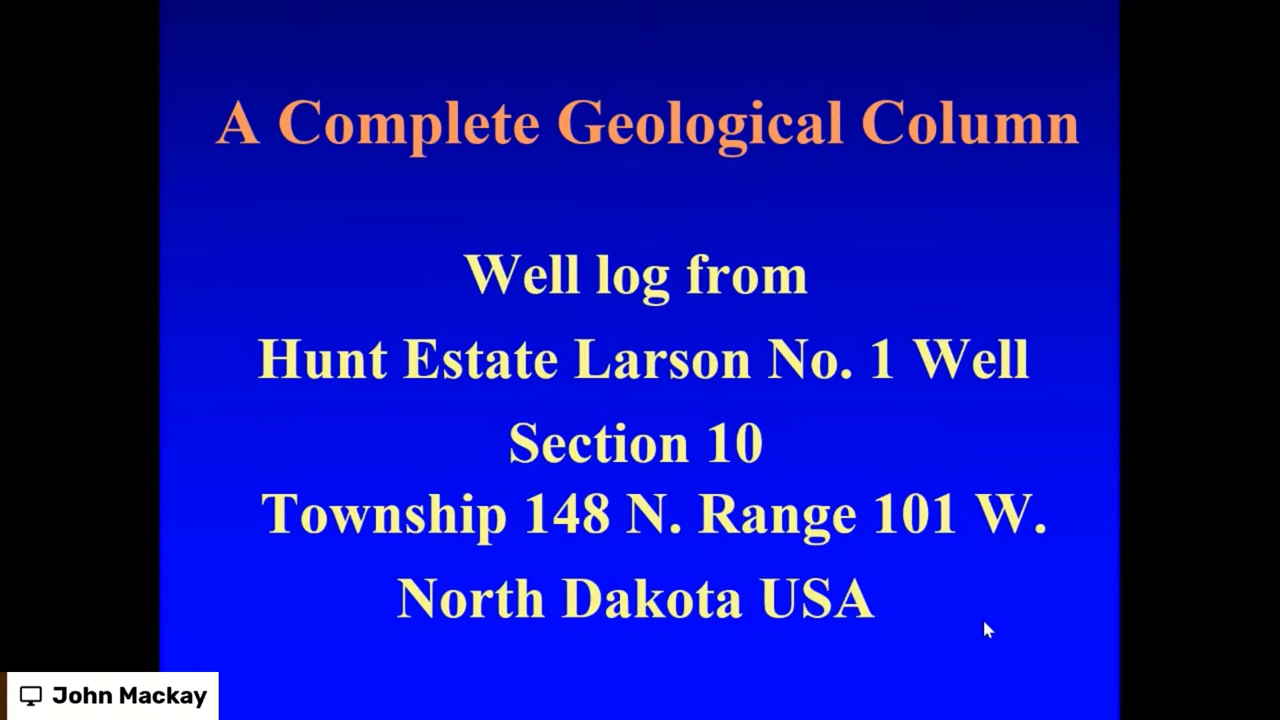 A Complete Geological Column
Well log from
Hunt Estate Larson No. 1 Well
Section 10
Township 148 N. Range 101 W.
North Dakota USA
John Mackay